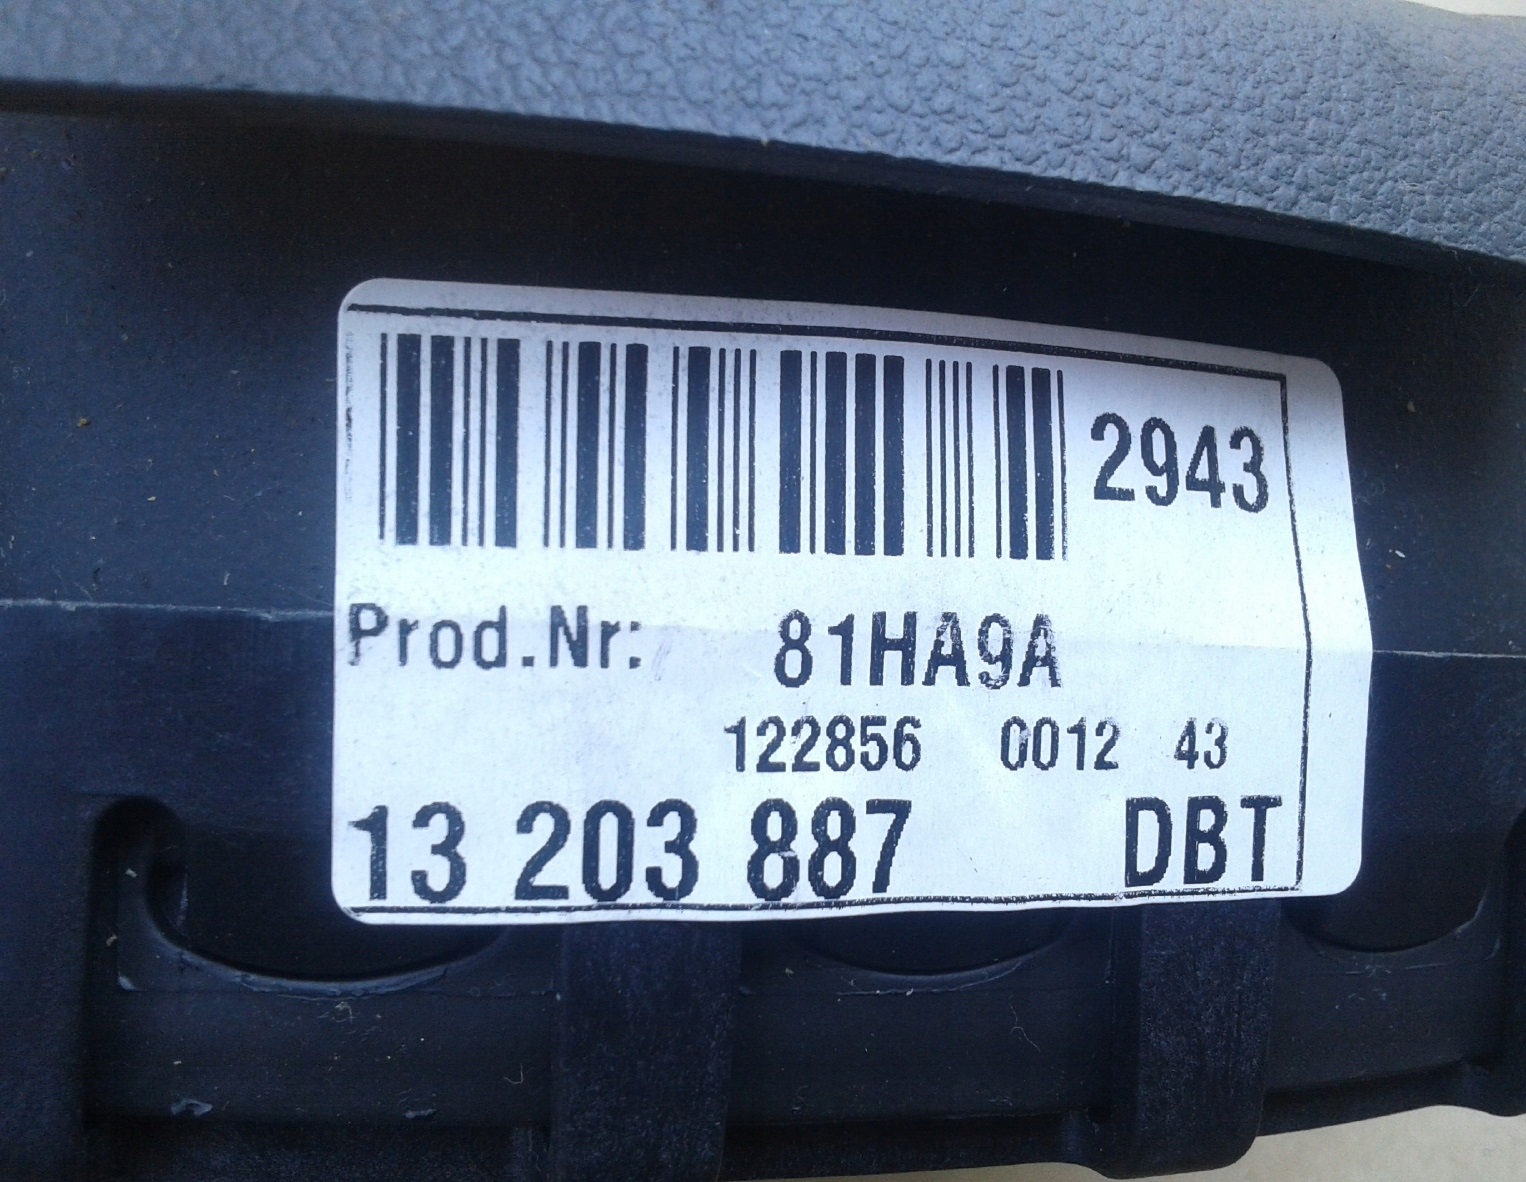 2943
Prod.Nr: 81HA9A
122856 0012 43
13 203 887 DBT